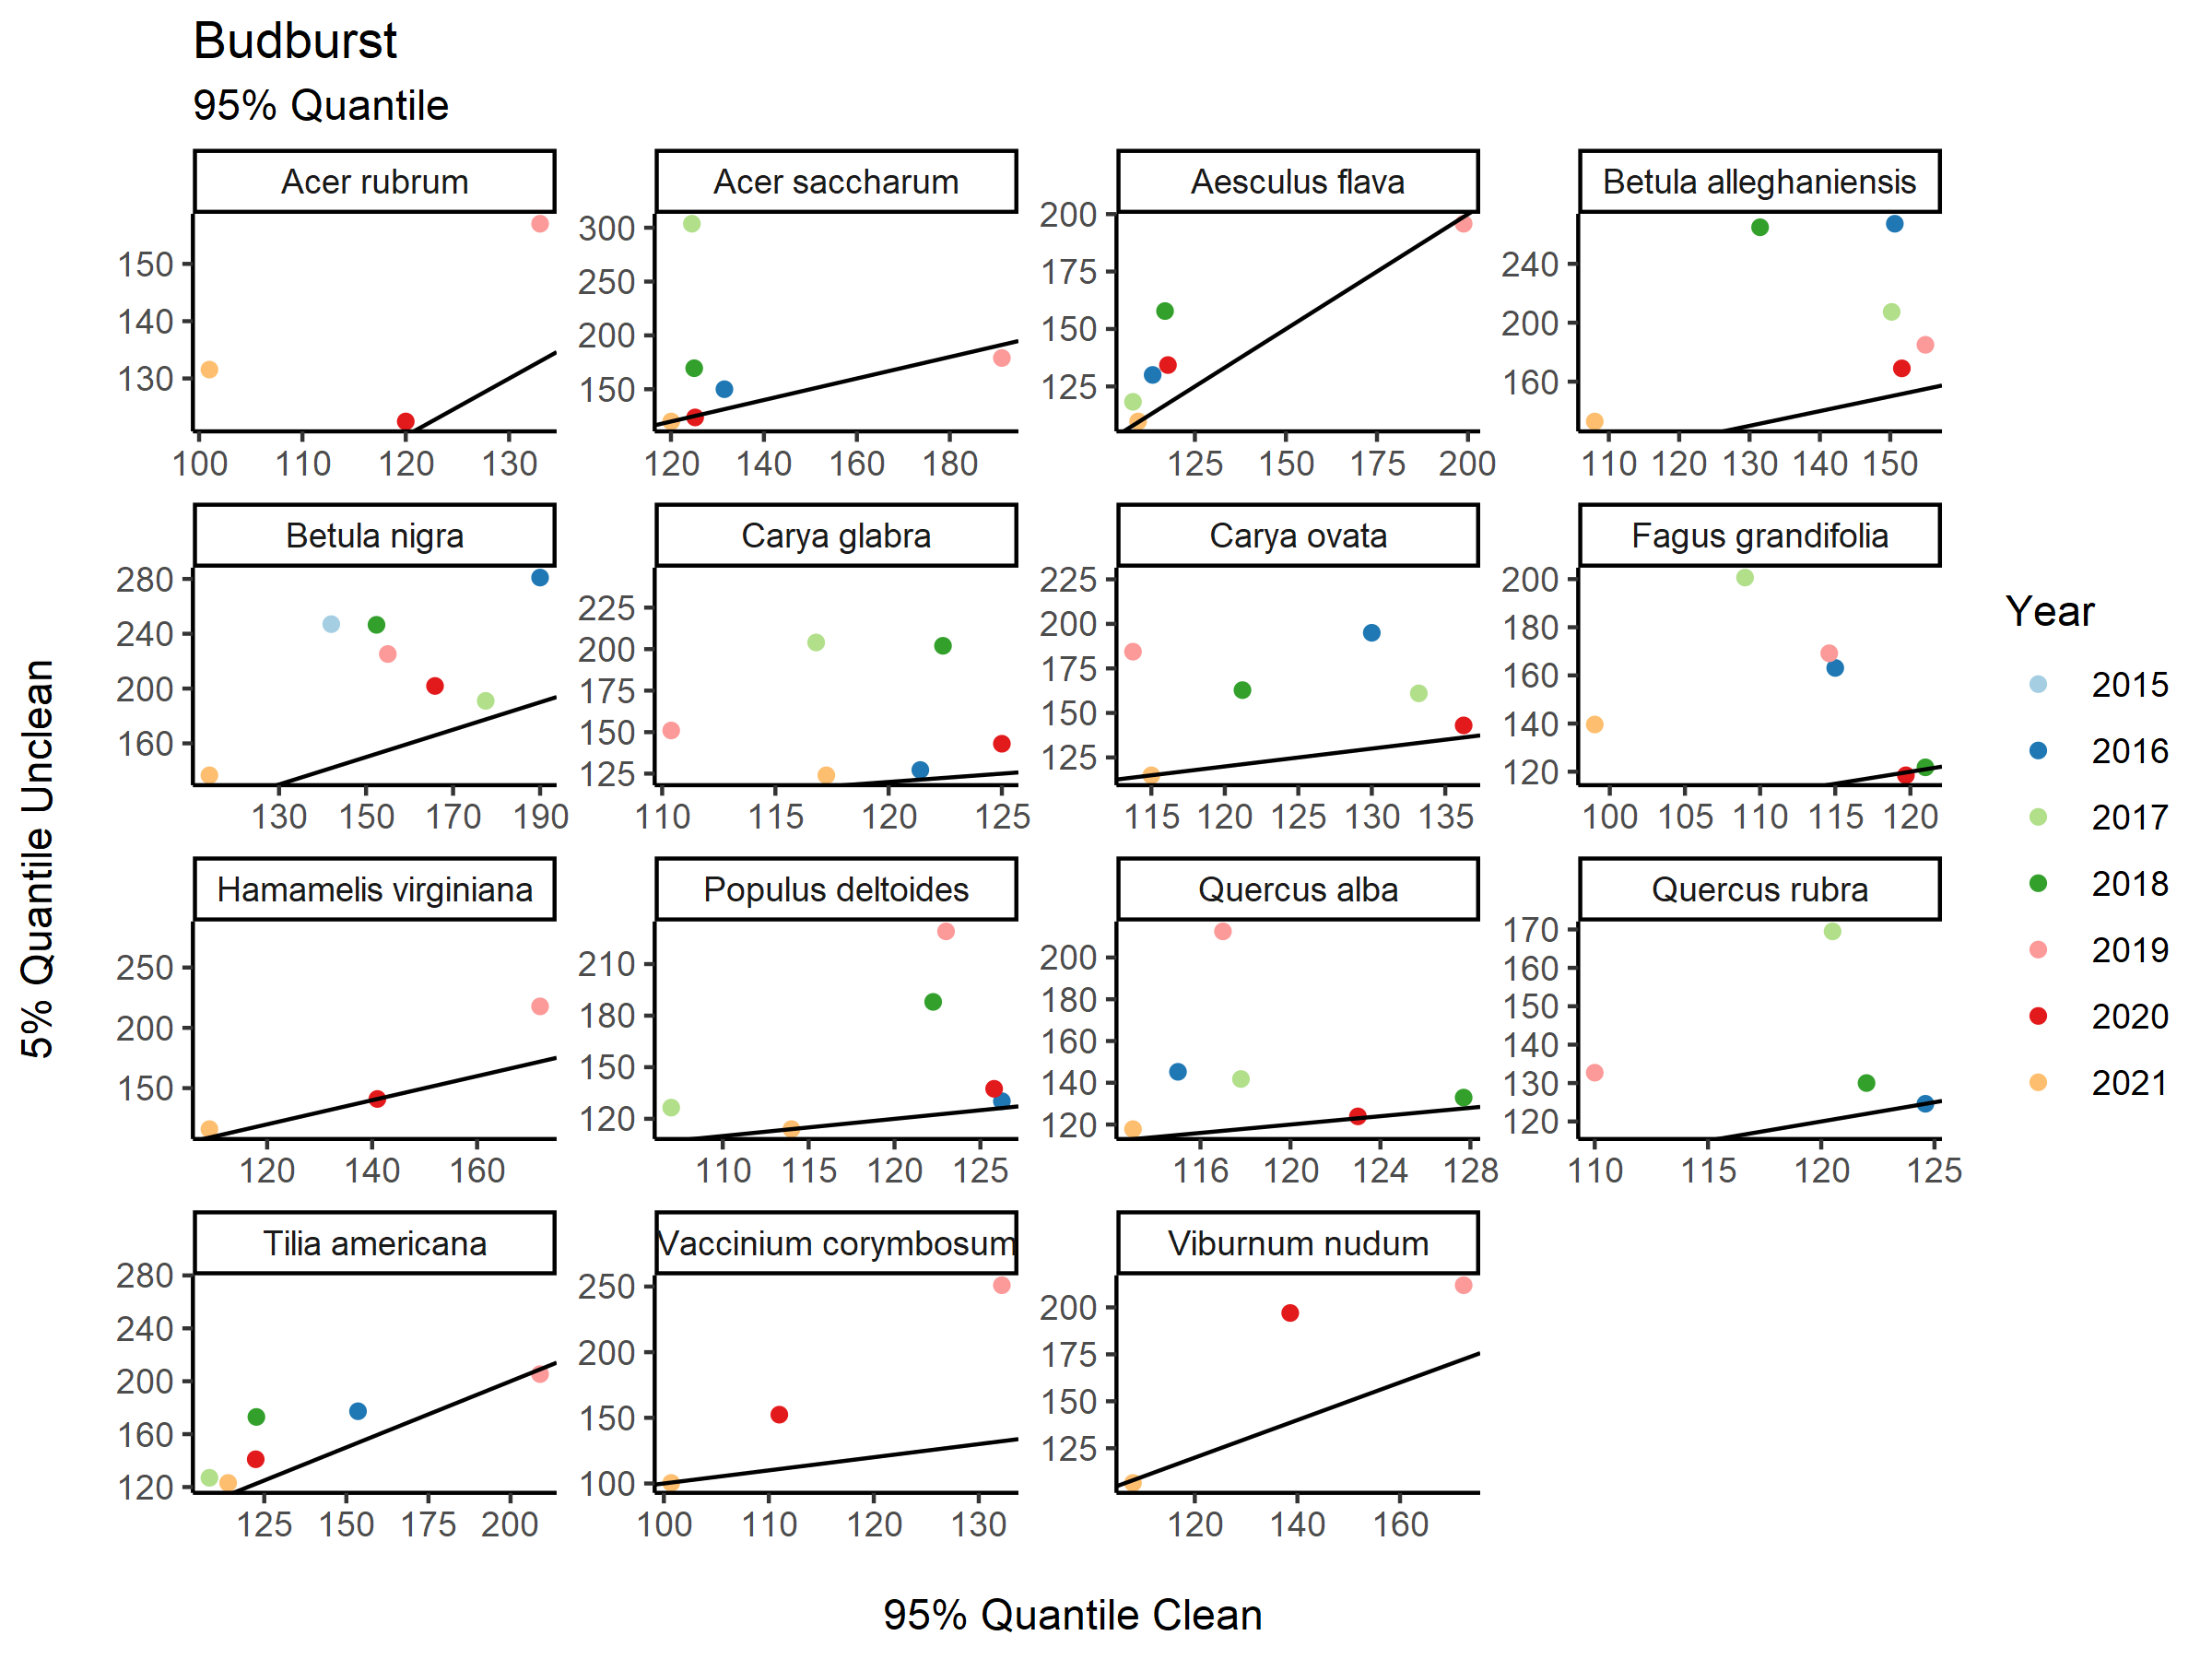 Budburst
95% Quantile
Acer rubrum
Acer saccharum
Aesculus flava
Betula alleghaniensis
150
140
130
100 110 120 130
300
250
200
150
120 140 160 180
200
175
150
125
125 150 175 200
240
200
160
110 120 130 140 150
Betula nigra
Carya glabra
Carya ovata
Fagus grandifolia
280
240
200
160
130 150 170 190
225
200
175
150
125
110 115 120 125
225
200
175
150
125
115 120 125 130 135
200
180
160
140
120
100 105 110 115 120
Hamamelis virginiana
Populus deltoides
Quercus alba
Quercus rubra
250
200
150
120 140 160
210
180
150
120
110 115 120 125
200
180
160
140
120
116 120 124 128
170
160
150
140
130
120
110 115 120 125
Tilia americana
Vaccinium corymbosum
Viburnum nudum
280
240
200
160
120
125 150 175 200
250
200
150
100
100 110 120 130
200
175
150
125
120 140 160
5% Quantile Unclean
95% Quantile Clean
Year
2015
2016
2017
2018
2019
2020
2021